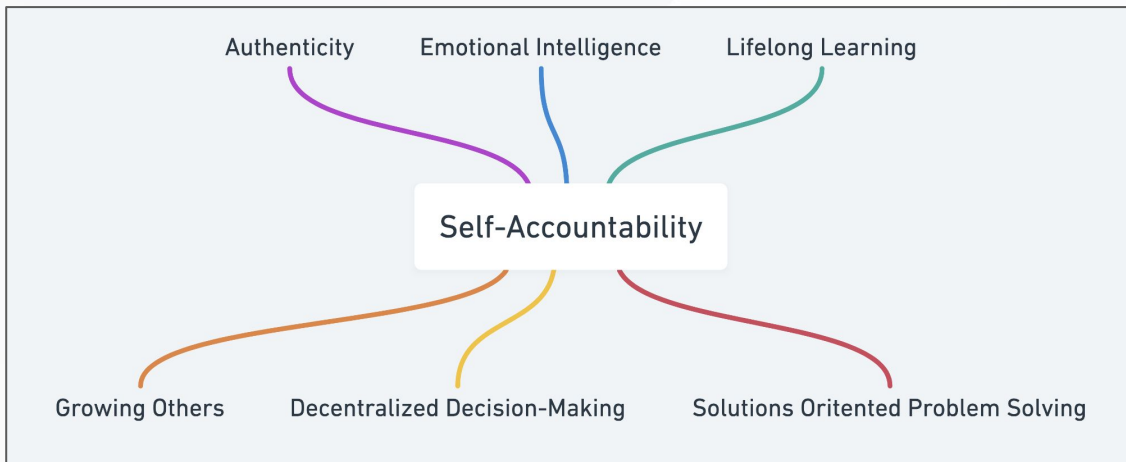 Authenticity
Emotional Intelligence
Lifelong Learning
Self-Accountability
Growing Others
Decentralized Decision-Making
Solutions Oritented Problem Solving